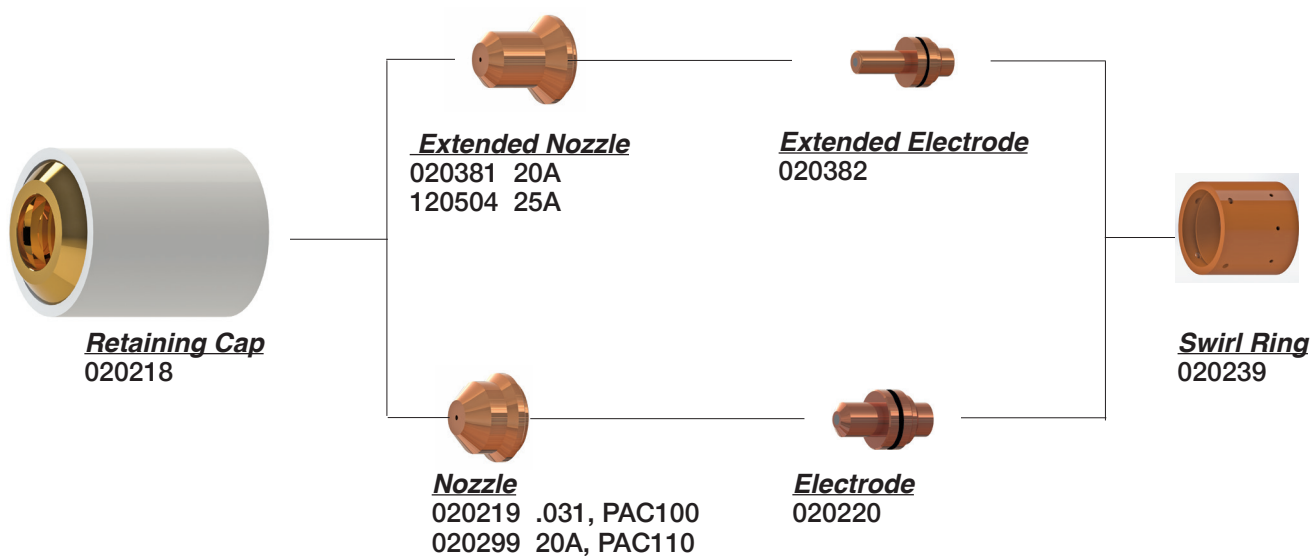 Extended Nozzle
020381 20A
120504 25A
Extended Electrode
020382
Retaining Cap
020218
Swirl Ring
020239
Nozzle
020219 .031, PAC100
020299 20A, PAC110
Electrode
020220